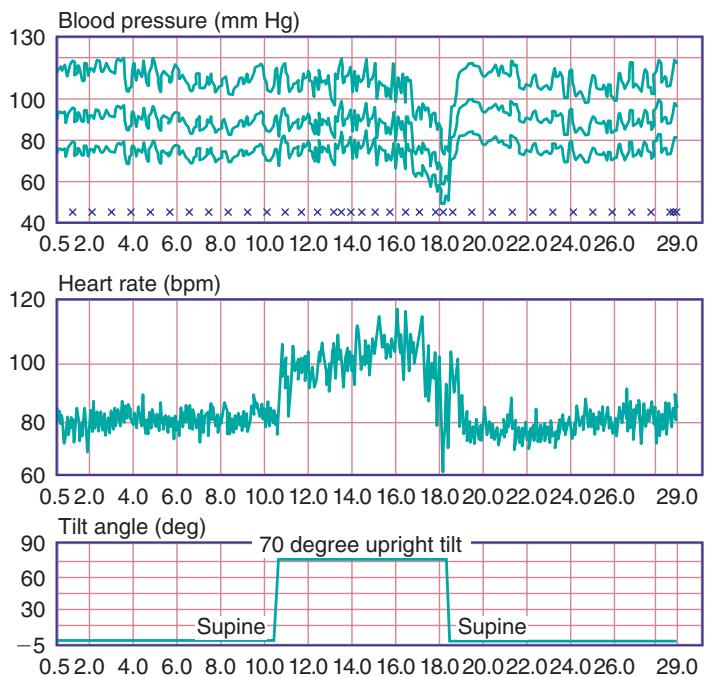 Blood pressure (mm Hg)
130
100
80
60
40
0.5 2.0 4.0 6.0 8.0 10.0 12.0 14.0 16.0 18.0 20.0 22.0 24.0 26.0 29.0
Heart rate (bpm)
120
100
80
60
0.5 2.0 4.0 6.0 8.0 10.0 12.0 14.0 16.0 18.0 20.0 22.0 24.0 26.0 29.0
Tilt angle (deg)
90
70 degree upright tilt
60
30
Supine Supine
−5
0.5 2.0 4.0 6.0 8.0 10.0 12.0 14.0 16.0 18.0 20.0 22.0 24.0 26.0 29.0